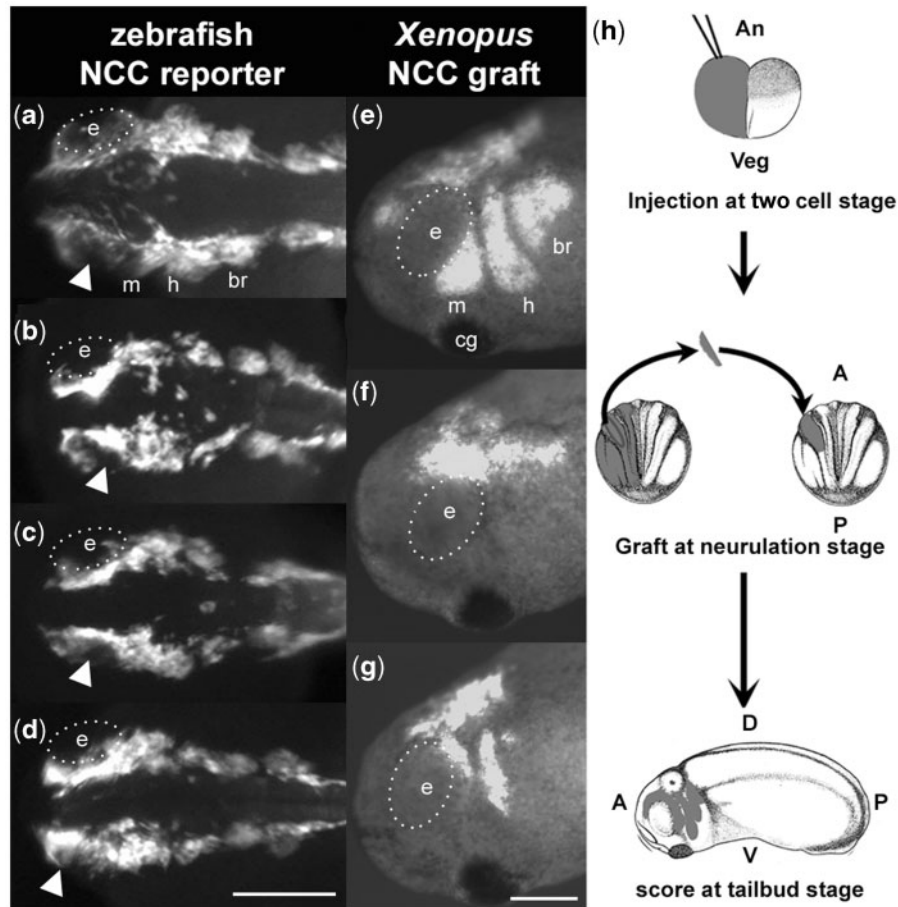 zebrafish
NCC reporter
Xenopus
NCC graft
(a)
e
m h br
(b)
e
(c)
e
(d)
e
(e)
e
br
m h
cg
(f)
e
(g)
e
(h)
An
Veg
Injection at two cell stage
A
P
Graft at neurulation stage
D
A P
V
score at tailbud stage